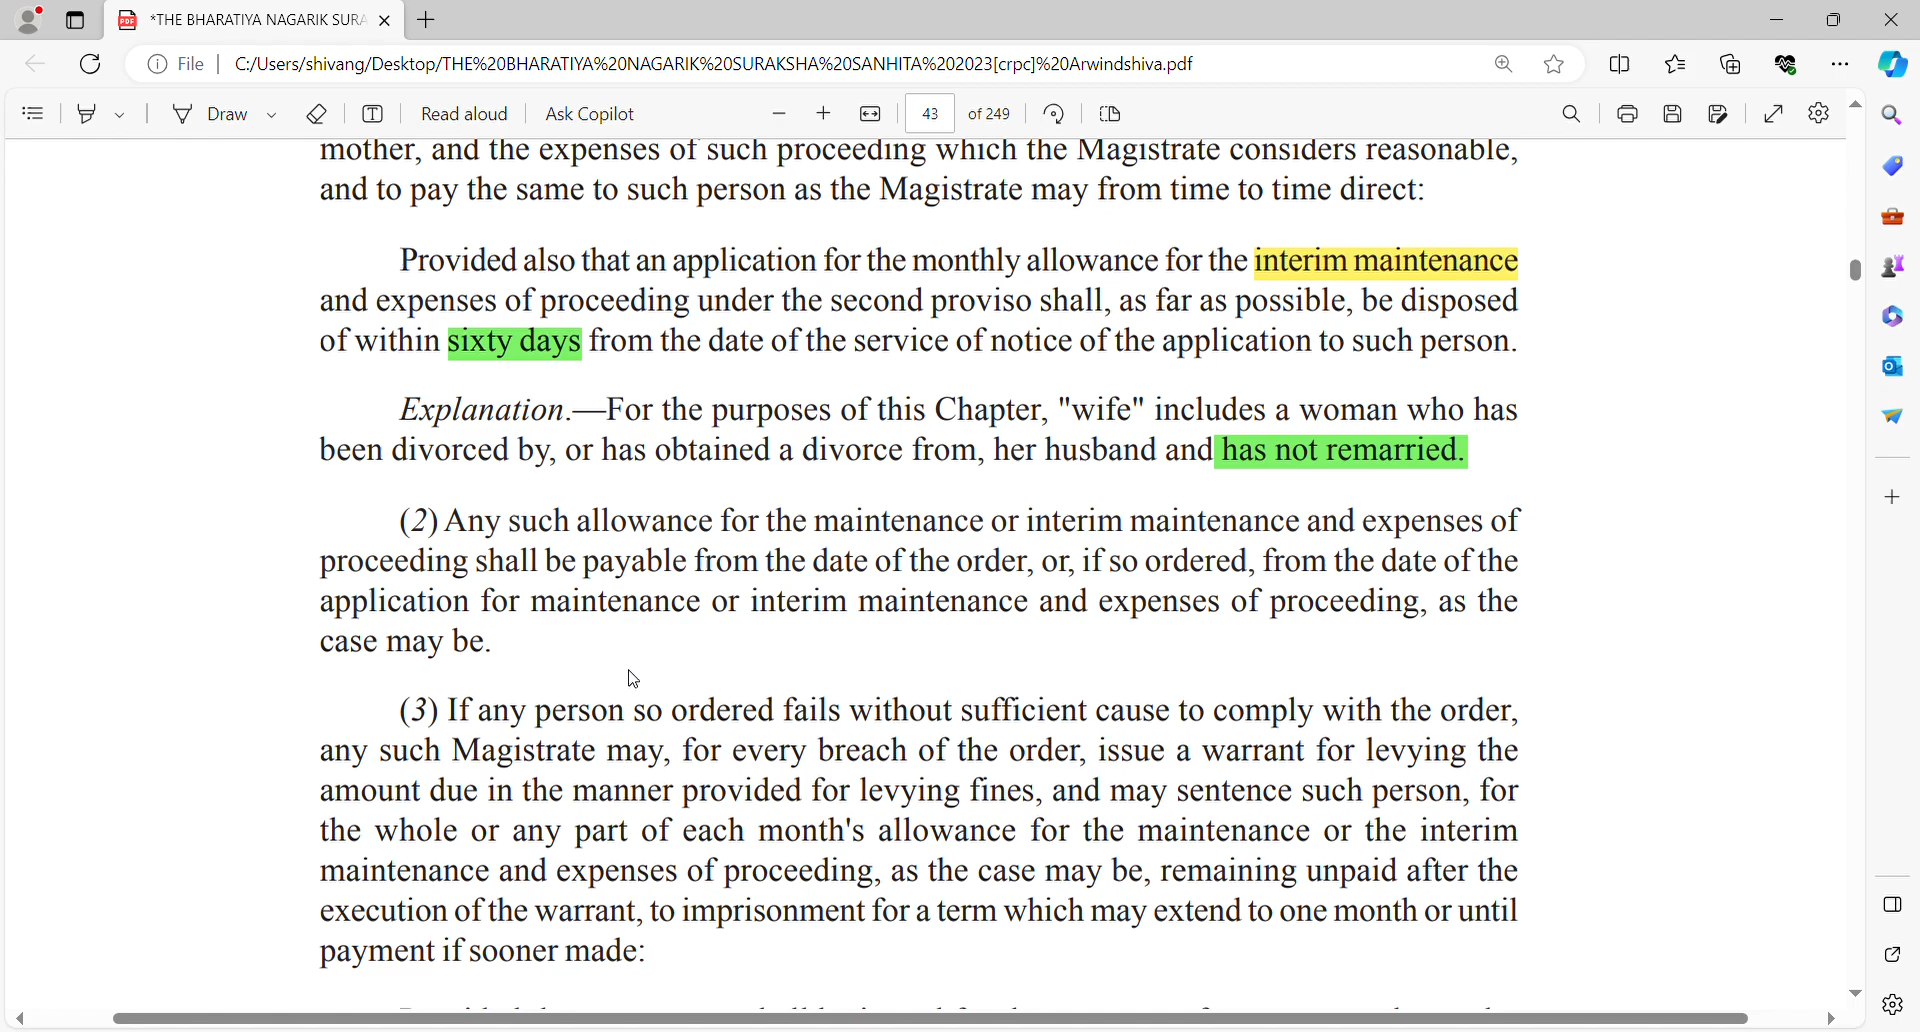 *THE BHARATIYA NAGARIK SURA
File
C:/Users/shivang/Desktop/THE%20BHARATIYA%20NAGARIK%20SURAKSHA%20SANHITA%202023[crpc]%20Arwindshiva.pdf
Draw
Read aloud
Ask Copilot
43
of 249
mother, and the expenses of such proceeding which the Magistrate considers reasonable,
and to pay the same to such person as the Magistrate may from time to time direct:
Provided also that an application for the monthly allowance for the interim maintenance
and expenses of proceeding under the second proviso shall, as far as possible, be disposed
of within sixty days from the date of the service of notice of the application to such person.
Explanation.—For the purposes of this Chapter, "wife" includes a woman who has
been divorced by, or has obtained a divorce from, her husband and has not remarried.
(2) Any such allowance for the maintenance or interim maintenance and expenses of
proceeding shall be payable from the date of the order, or, if so ordered, from the date of the
application for maintenance or interim maintenance and expenses of proceeding, as the
case may be.
(3) If any person so ordered fails without sufficient cause to comply with the order,
any such Magistrate may, for every breach of the order, issue a warrant for levying the
amount due in the manner provided for levying fines, and may sentence such person, for
the whole or any part of each month's allowance for the maintenance or the interim
maintenance and expenses of proceeding, as the case may be, remaining unpaid after the
execution of the warrant, to imprisonment for a term which may extend to one month or until
payment if sooner made: